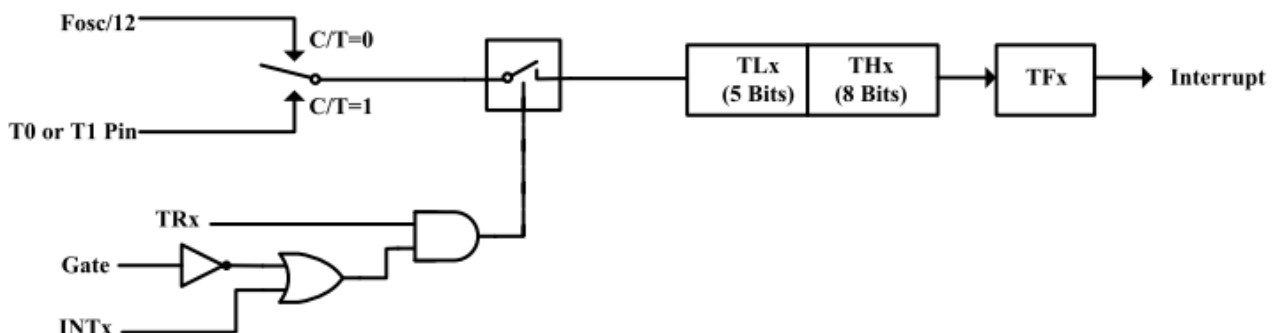 Fosc/12
C/T=0
C/T=1
T0 or T1 Pin
TLx
(5 Bits)
THx
(8 Bits)
TFx
Interrupt
TRx
Gate
INTx